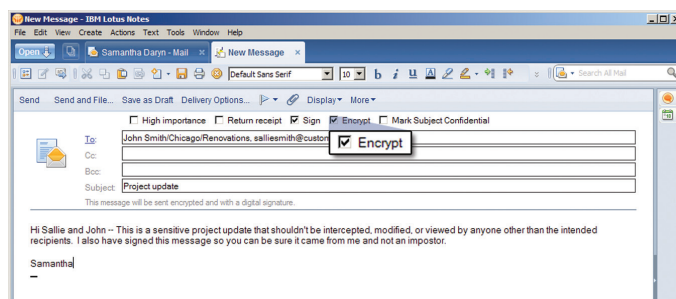 New Message - IBM Lotus Notes
File Edit View Create Actions Text Tools Window Help
Open Samantha Daryn - Mail × New Message ×
Default Sans Serif 10 b i U A Search All Mail
Send Send and File... Save as Draft Delivery Options... Display More
High importance Return receipt Sign Encrypt Mark Subject Confidential
To: John Smith/Chicago/Renovations, salliesmith@custom
Encrypt
Cc:
Bcc:
Subject: Project update
This message will be sent encrypted and with a digital signature.
Hi Sallie and John -- This is a sensitive project update that shouldn't be intercepted, modified, or viewed by anyone other than the intended
recipients. I also have signed this message so you can be sure it came from me and not an impostor.
Samantha